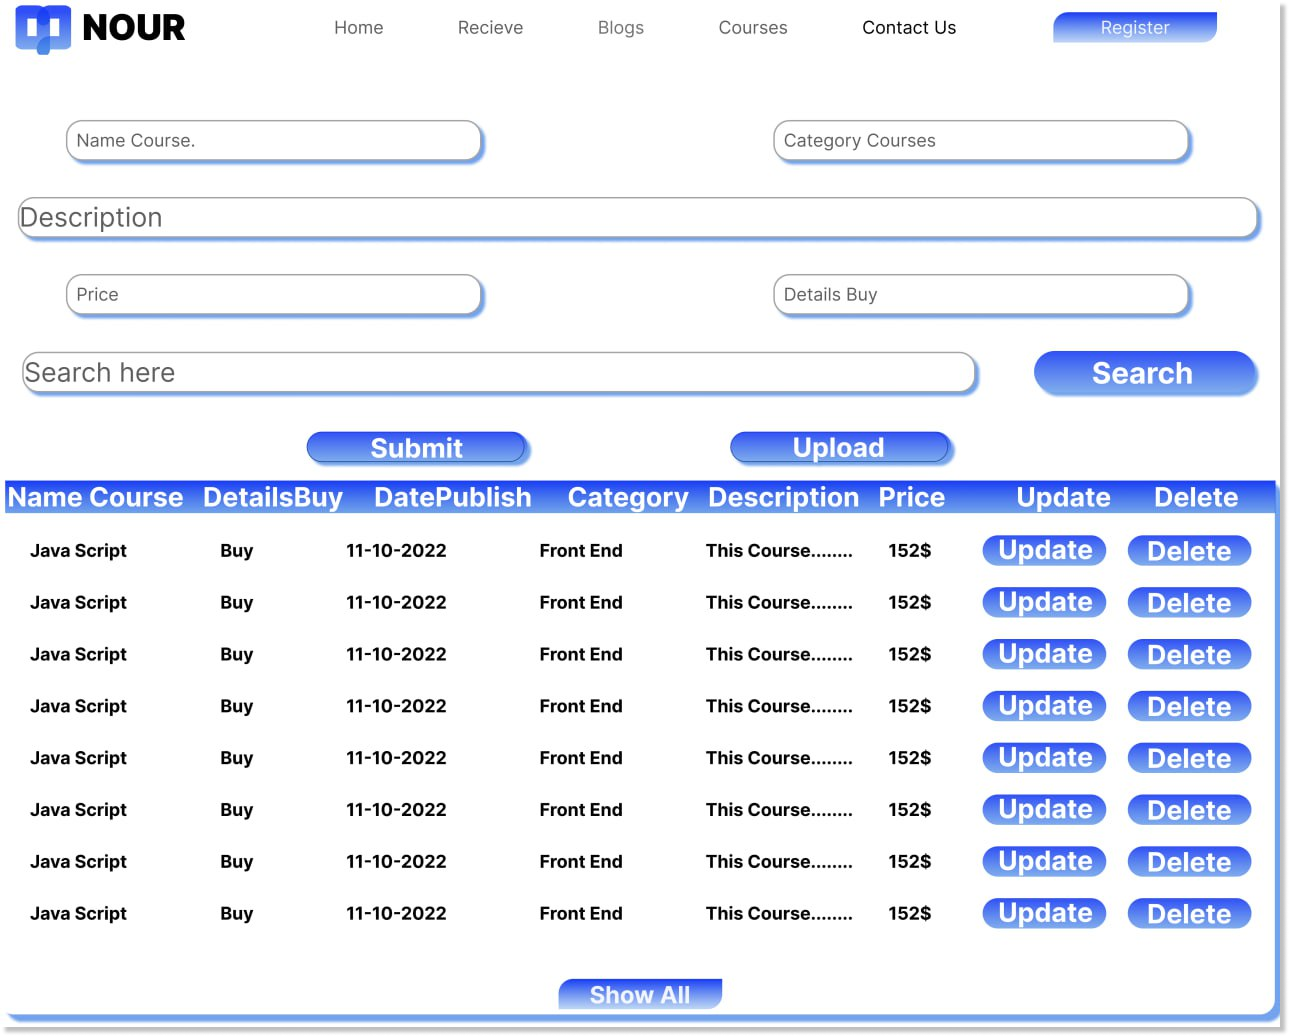 NOUR Home Recieve Blogs Courses Contact Us Register
Name Course. Category Courses
Description
Price Details Buy
Search here Search
Submit Upload
Name Course DetailsBuy DatePublish Category Description Price Update Delete
Java Script Buy 11-10-2022 Front End This Course........ 152$ Update Delete
Java Script Buy 11-10-2022 Front End This Course........ 152$ Update Delete
Java Script Buy 11-10-2022 Front End This Course........ 152$ Update Delete
Java Script Buy 11-10-2022 Front End This Course........ 152$ Update Delete
Java Script Buy 11-10-2022 Front End This Course........ 152$ Update Delete
Java Script Buy 11-10-2022 Front End This Course........ 152$ Update Delete
Java Script Buy 11-10-2022 Front End This Course........ 152$ Update Delete
Java Script Buy 11-10-2022 Front End This Course........ 152$ Update Delete
Show All